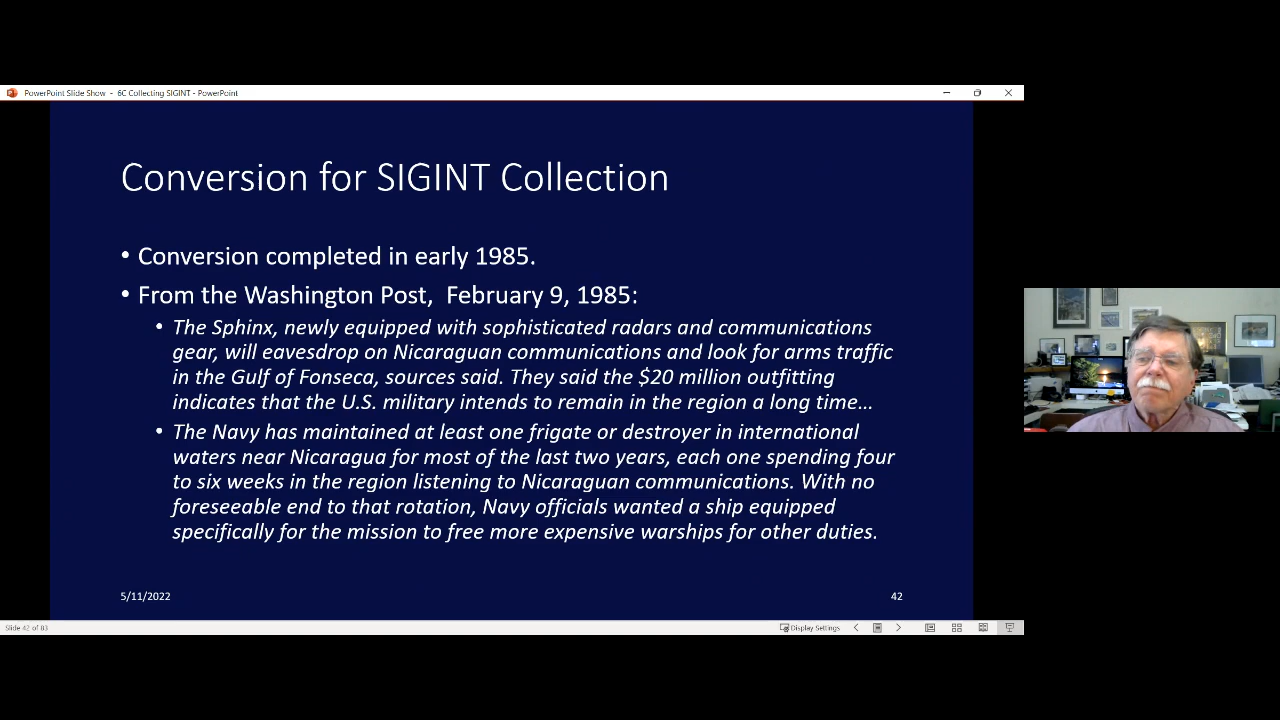 PowerPoint Slide Show - 6C Collecting SIGINT - PowerPoint
Conversion for SIGINT Collection
• Conversion completed in early 1985.
• From the Washington Post, February 9, 1985:
• The Sphinx, newly equipped with sophisticated radars and communications
gear, will eavesdrop on Nicaraguan communications and look for arms traffic
in the Gulf of Fonseca, sources said. They said the $20 million outfitting
indicates that the U.S. military intends to remain in the region a long time…
• The Navy has maintained at least one frigate or destroyer in international
waters near Nicaragua for most of the last two years, each one spending four
to six weeks in the region listening to Nicaraguan communications. With no
foreseeable end to that rotation, Navy officials wanted a ship equipped
specifically for the mission to free more expensive warships for other duties.
5/11/2022
42
Slide 42 of 83
Display Settings